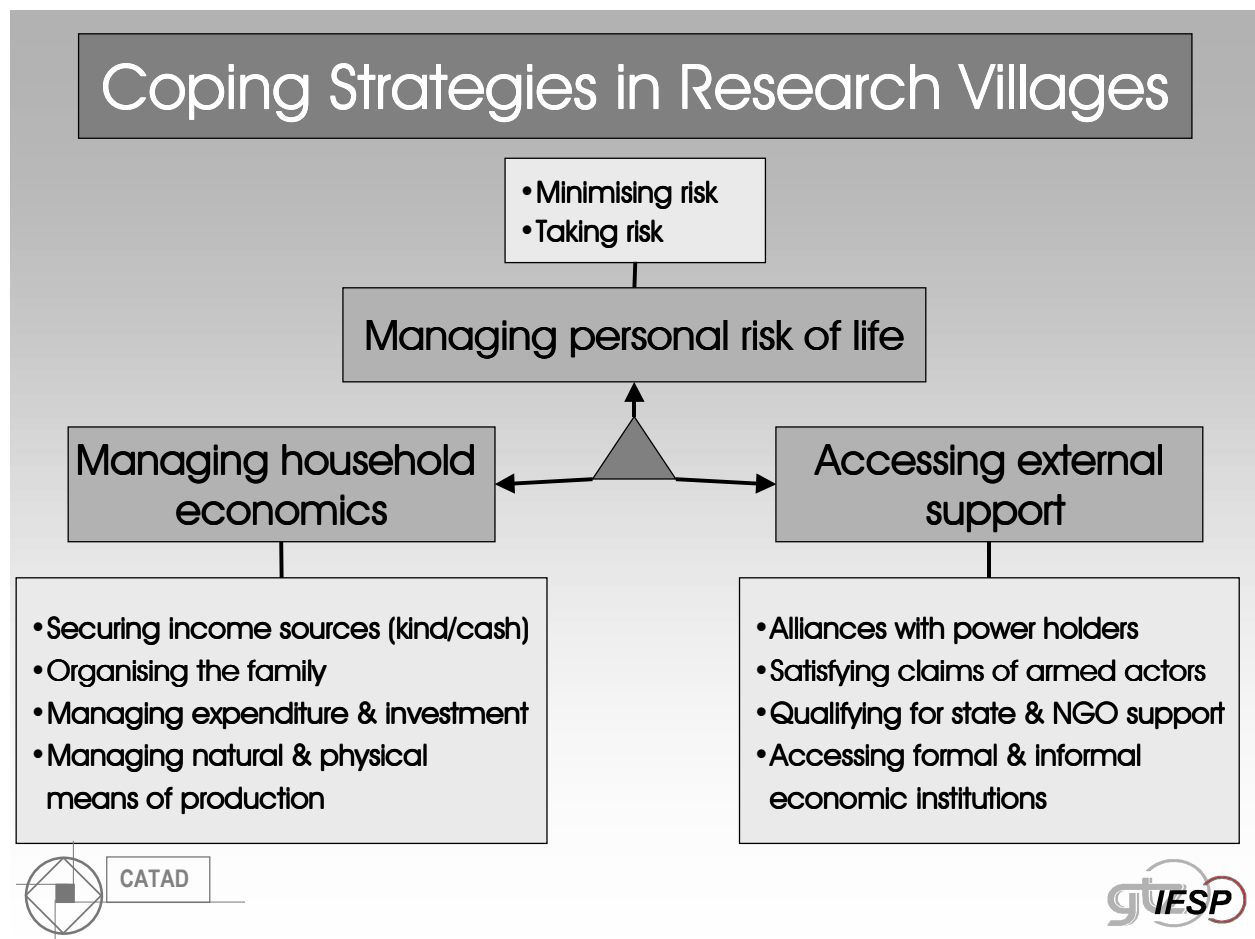 Coping Strategies in Research Villages
•Minimising risk
•Taking risk
Managing personal risk of life
Managing household
economics
Accessing external
support
•Securing income sources (kind/cash)
•Organising the family
•Managing expenditure & investment
•Managing natural & physical
means of production
•Alliances with power holders
•Satisfying claims of armed actors
•Qualifying for state & NGO support
•Accessing formal & informal
economic institutions
CATAD
gtz IFSP